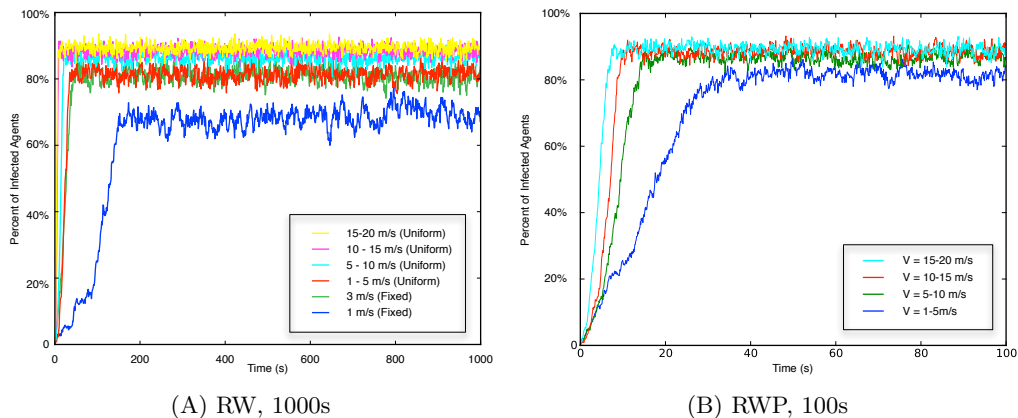 Percent of Infected Agents
100%
80%
60%
40%
20%
0
0
200
400
600
800
1000
Time (s)
15-20 m/s (Uniform)
10 - 15 m/s (Uniform)
5 - 10 m/s (Uniform)
1 - 5 m/s (Uniform)
3 m/s (Fixed)
1 m/s (Fixed)
(A) RW, 1000s
Percent of Infected Agents
100%
80%
60%
40%
20%
0
0
20
40
60
80
100
Time (s)
V = 15-20 m/s
V = 10-15 m/s
V = 5-10 m/s
V = 1-5m/s
(B) RWP, 100s